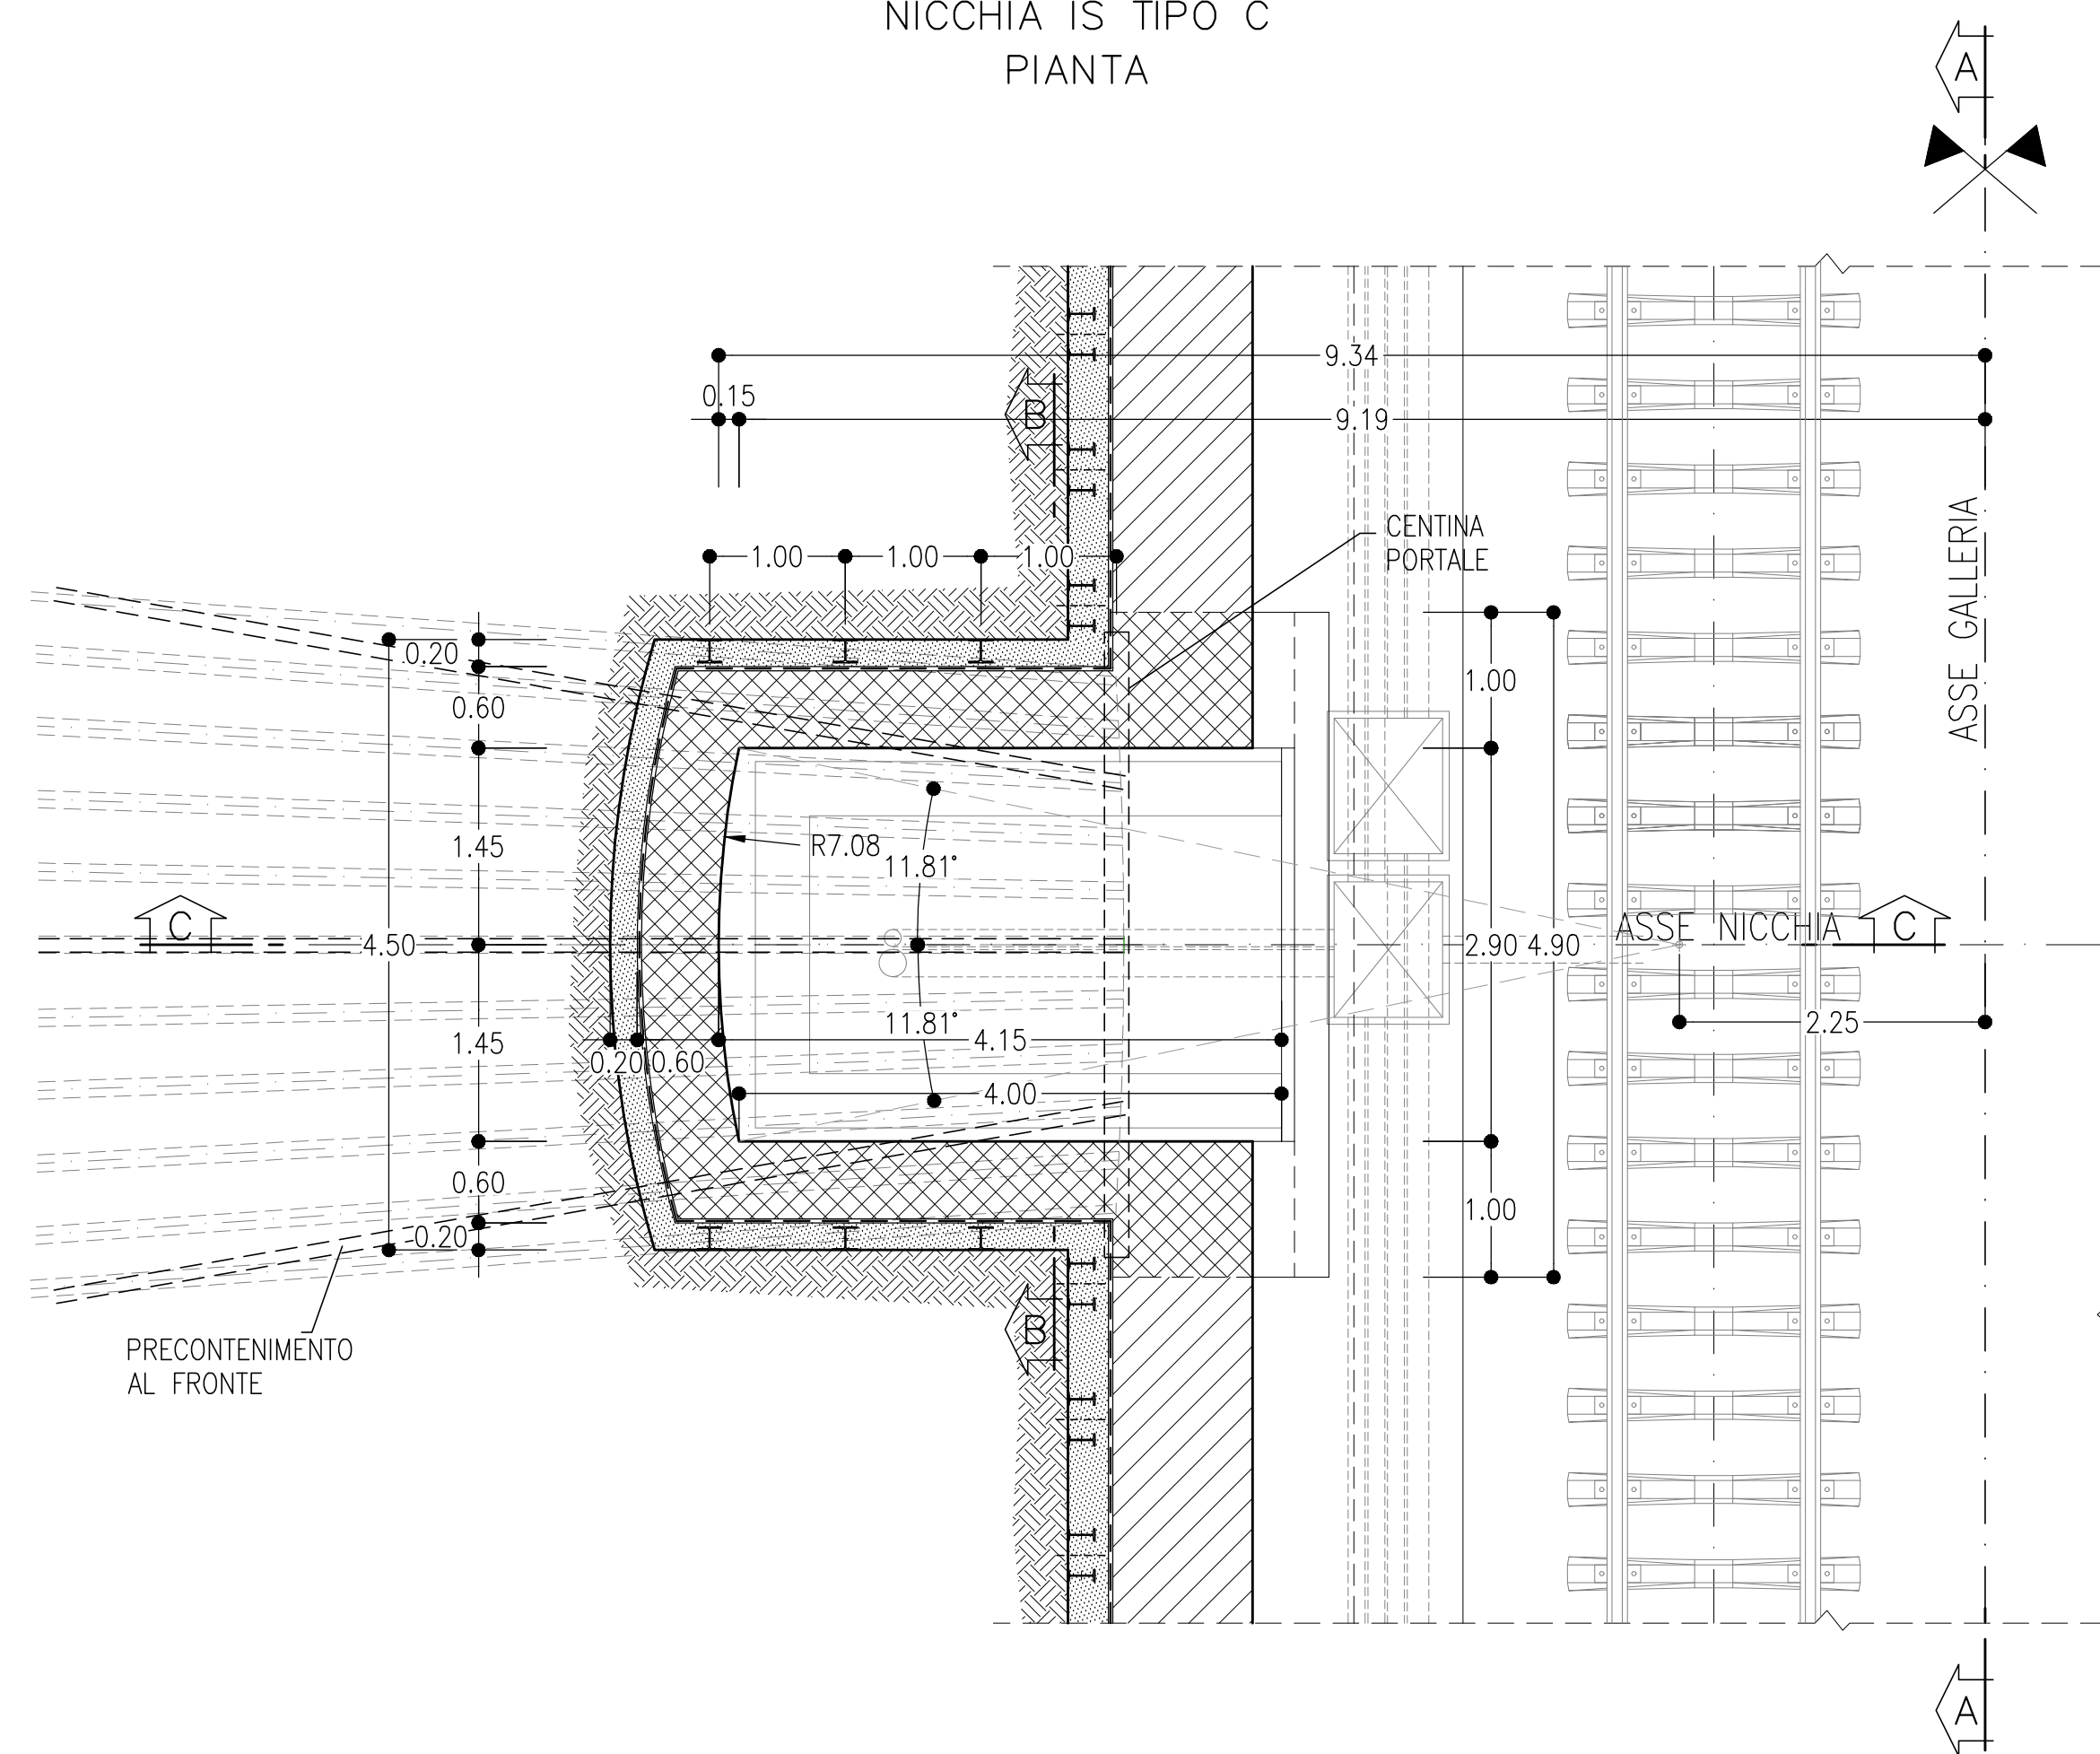 NICCHIA IS TIPO C
PIANTA
A
9.34
0.15
9.19
B
CENTINA
PORTALE
ASSE GALLERIA
1.00 1.00 1.00
0.20
0.60
1.00
1.45
R7.08
11.81°
C
ASSE NICCHIA
C
4.50
2.90 4.90
11.81°
2.25
1.45
4.15
0.20 0.60
4.00
0.60
1.00
0.20
B
PRECONTENIMENTO
AL FRONTE
A